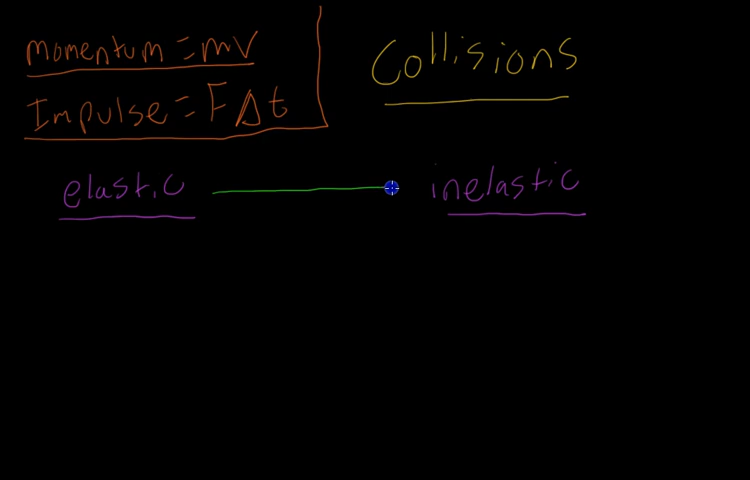 momentum = mv
Impulse = FΔt
Collisions
elastic
inelastic